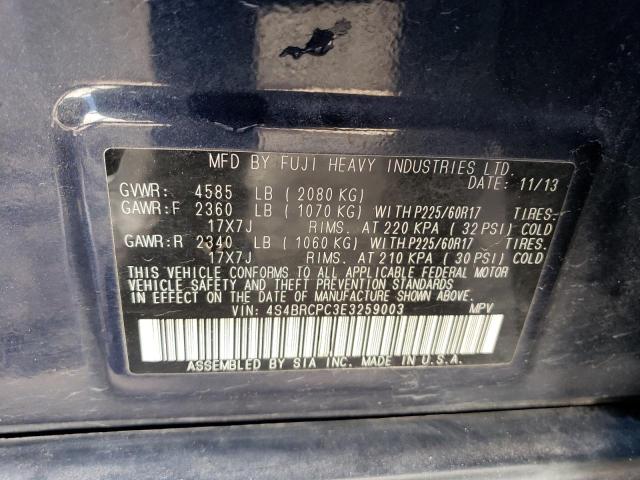 MFD BY FUJI HEAVY INDUSTRIES LTD.
DATE: 11/13
GVWR: 4585 LB ( 2080 KG)
GAWR:F 2360 LB ( 1070 KG) WITH P225/60R17 TIRES.
17X7J RIMS. AT 220 KPA ( 32 PSI) COLD
GAWR:R 2340 LB ( 1060 KG) WITH P225/60R17 TIRES.
17X7J RIMS. AT 210 KPA ( 30 PSI) COLD
THIS VEHICLE CONFORMS TO ALL APPLICABLE FEDERAL MOTOR
VEHICLE SAFETY AND THEFT PREVENTION STANDARDS
IN EFFECT ON THE DATE OF MANUFACTURE SHOWN ABOVE.
VIN: 4S4BRCPC3E3259003 MPV
ASSEMBLED BY SIA INC. MADE IN U.S.A.